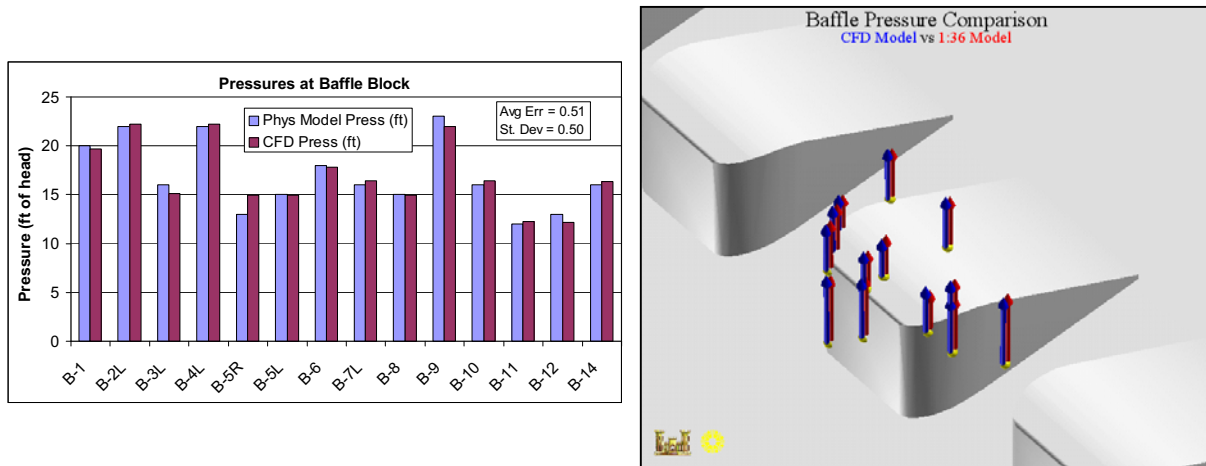 Pressures at Baffle Block
Pressure (ft of head)
25
20
15
10
5
0
Phys Model Press (ft)
CFD Press (ft)
Avg Err = 0.51
St. Dev = 0.50
B-1
B-2L
B-3L
B-4L
B-5R
B-5L
B-6
B-7L
B-8
B-9
B-10
B-11
B-12
B-14
Baffle Pressure Comparison
CFD Model vs 1:36 Model